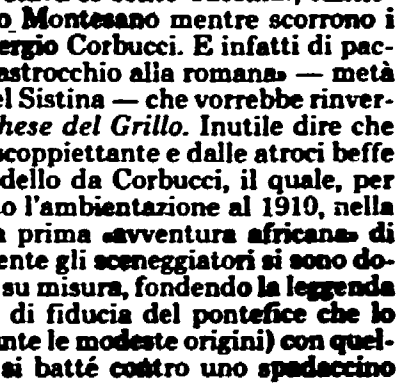 o Montesano mentre scorrono i
ergio Corbucci. E infatti di pac-
astrocchio alla romana» — metà
el Sistina — che vorrebbe rinver-
hese del Grillo. Inutile dire che
scoppiettante e dalle atroci beffe
dello da Corbucci, il quale, per
o l'ambientazione al 1910, nella
a prima «avventura africana» di
ente gli sceneggiatori si sono do-
su misura, fondendo la leggenda
di fiducia del pontefice che lo
nte le modeste origini) con quel-
si batté contro uno spadaccino